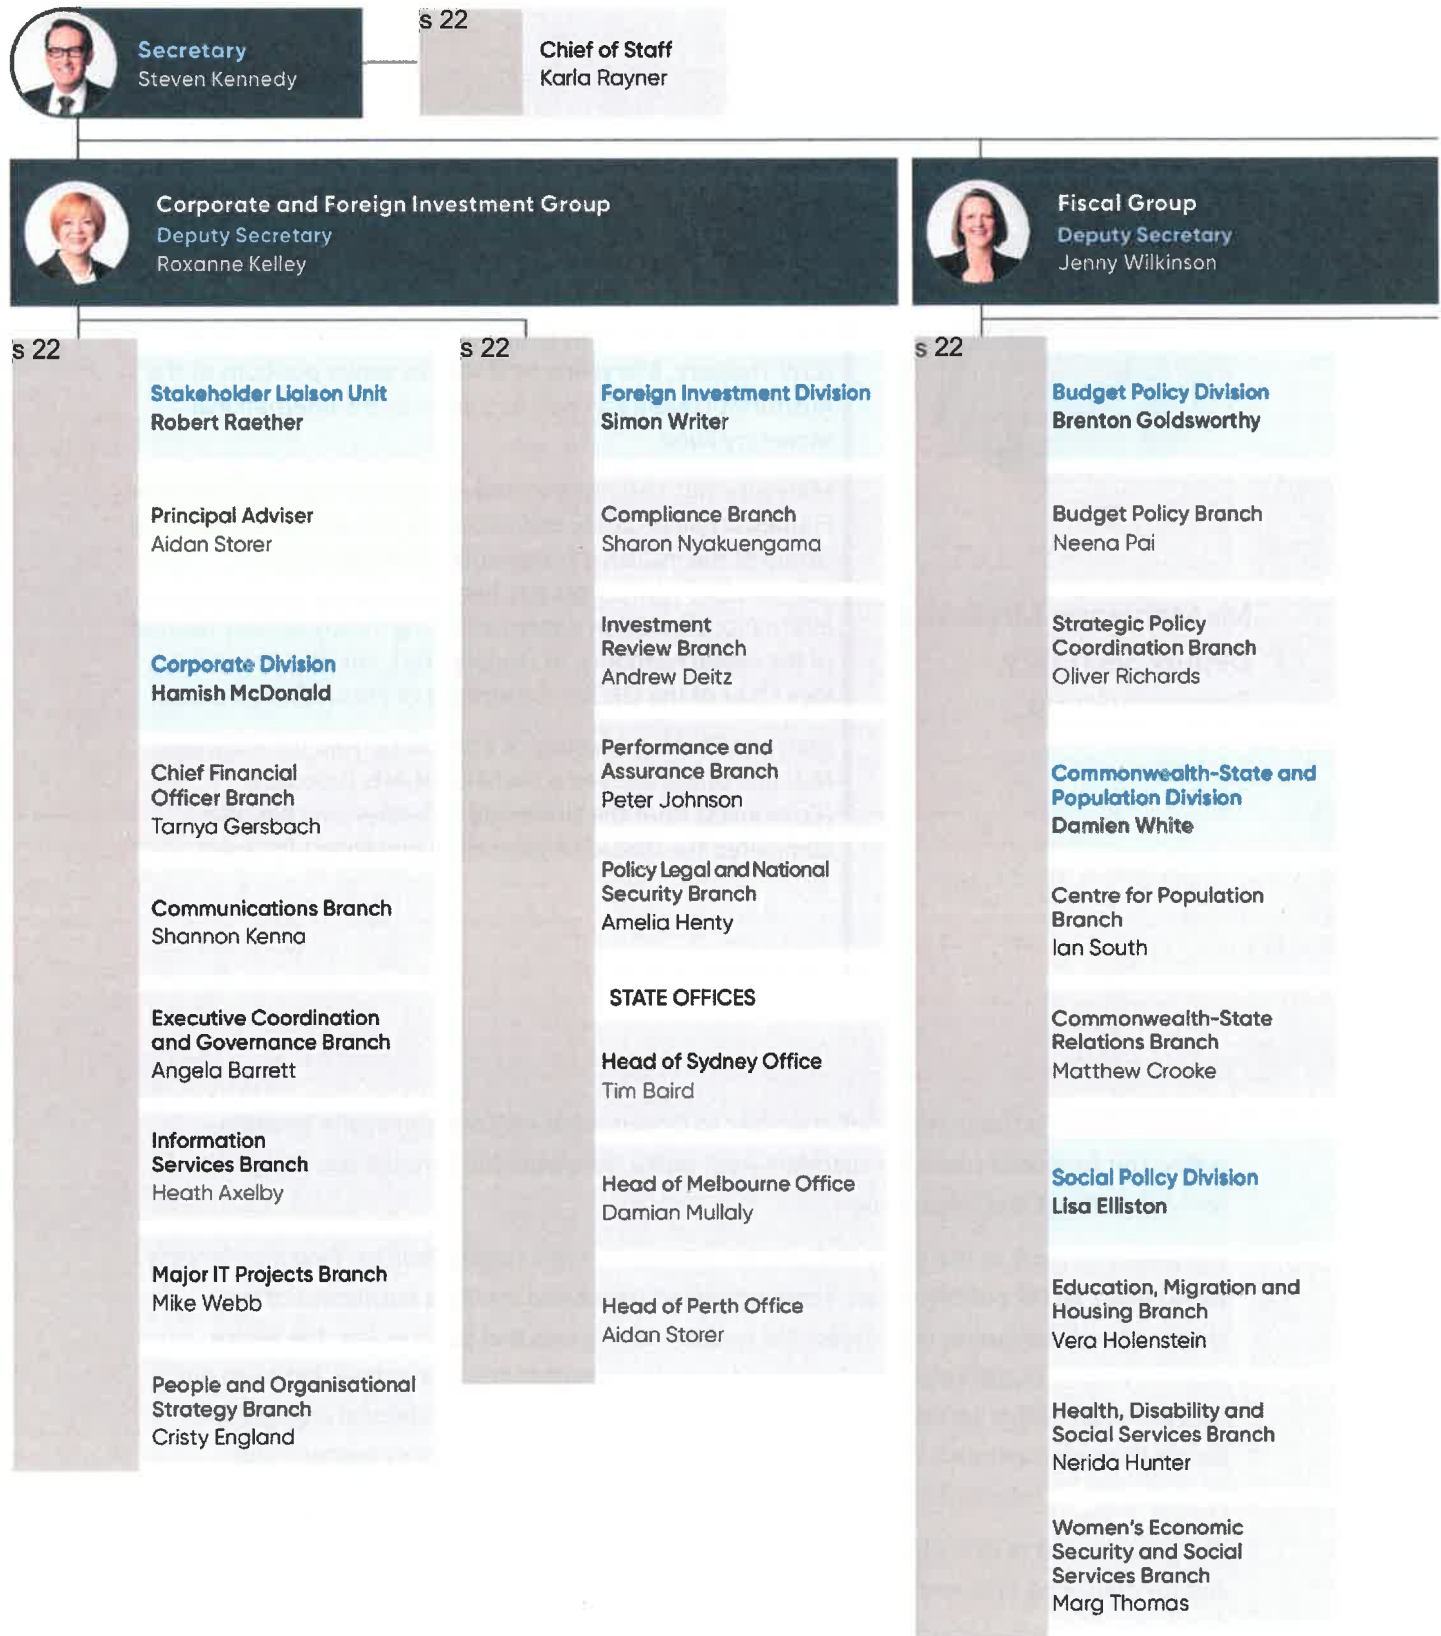 Secretary
Steven Kennedy
s 22
Chief of Staff
Karla Rayner
Corporate and Foreign Investment Group
Deputy Secretary
Roxanne Kelley
Fiscal Group
Deputy Secretary
Jenny Wilkinson
s 22
Stakeholder Liaison Unit
Robert Raether
Principal Adviser
Aidan Storer
Corporate Division
Hamish McDonald
Chief Financial
Officer Branch
Tarnya Gersbach
Communications Branch
Shannon Kenna
Executive Coordination
and Governance Branch
Angela Barrett
Information
Services Branch
Heath Axelby
Major IT Projects Branch
Mike Webb
People and Organisational
Strategy Branch
Cristy England
s 22
Foreign Investment Division
Simon Writer
Compliance Branch
Sharon Nyakuengama
Investment
Review Branch
Andrew Deitz
Performance and
Assurance Branch
Peter Johnson
Policy Legal and National
Security Branch
Amelia Henty
STATE OFFICES
Head of Sydney Office
Tim Baird
Head of Melbourne Office
Damian Mullaly
Head of Perth Office
Aidan Storer
s 22
Budget Policy Division
Brenton Goldsworthy
Budget Policy Branch
Neena Pai
Strategic Policy
Coordination Branch
Oliver Richards
Commonwealth-State and
Population Division
Damien White
Centre for Population
Branch
Ian South
Commonwealth-State
Relations Branch
Matthew Crooke
Social Policy Division
Lisa Elliston
Education, Migration and
Housing Branch
Vera Holenstein
Health, Disability and
Social Services Branch
Nerida Hunter
Women's Economic
Security and Social
Services Branch
Marg Thomas